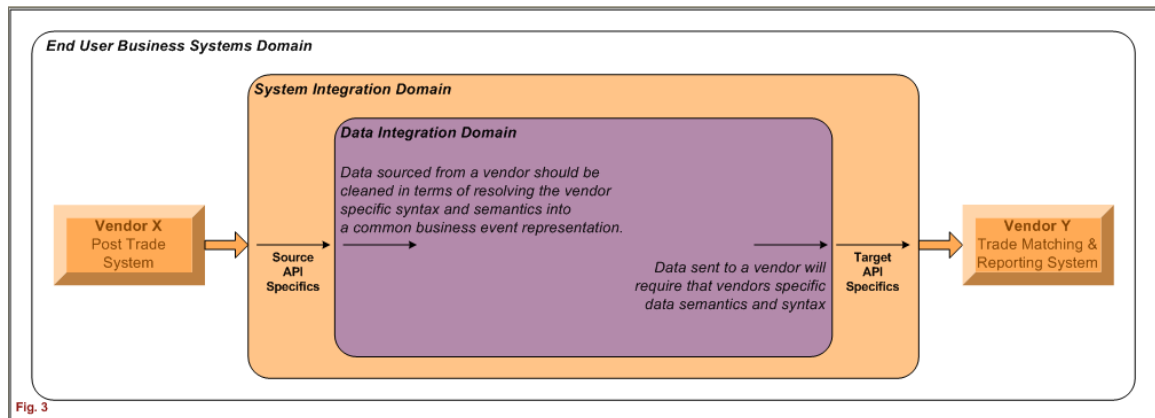 End User Business Systems Domain
System Integration Domain
Data Integration Domain
Data sourced from a vendor should be
cleaned in terms of resolving the vendor
specific syntax and semantics into
a common business event representation.
Vendor X
Post Trade
System
Source
API
Specifics
Data sent to a vendor will
require that vendors specific
data semantics and syntax
Target
API
Specifics
Vendor Y
Trade Matching &
Reporting System
Fig. 3